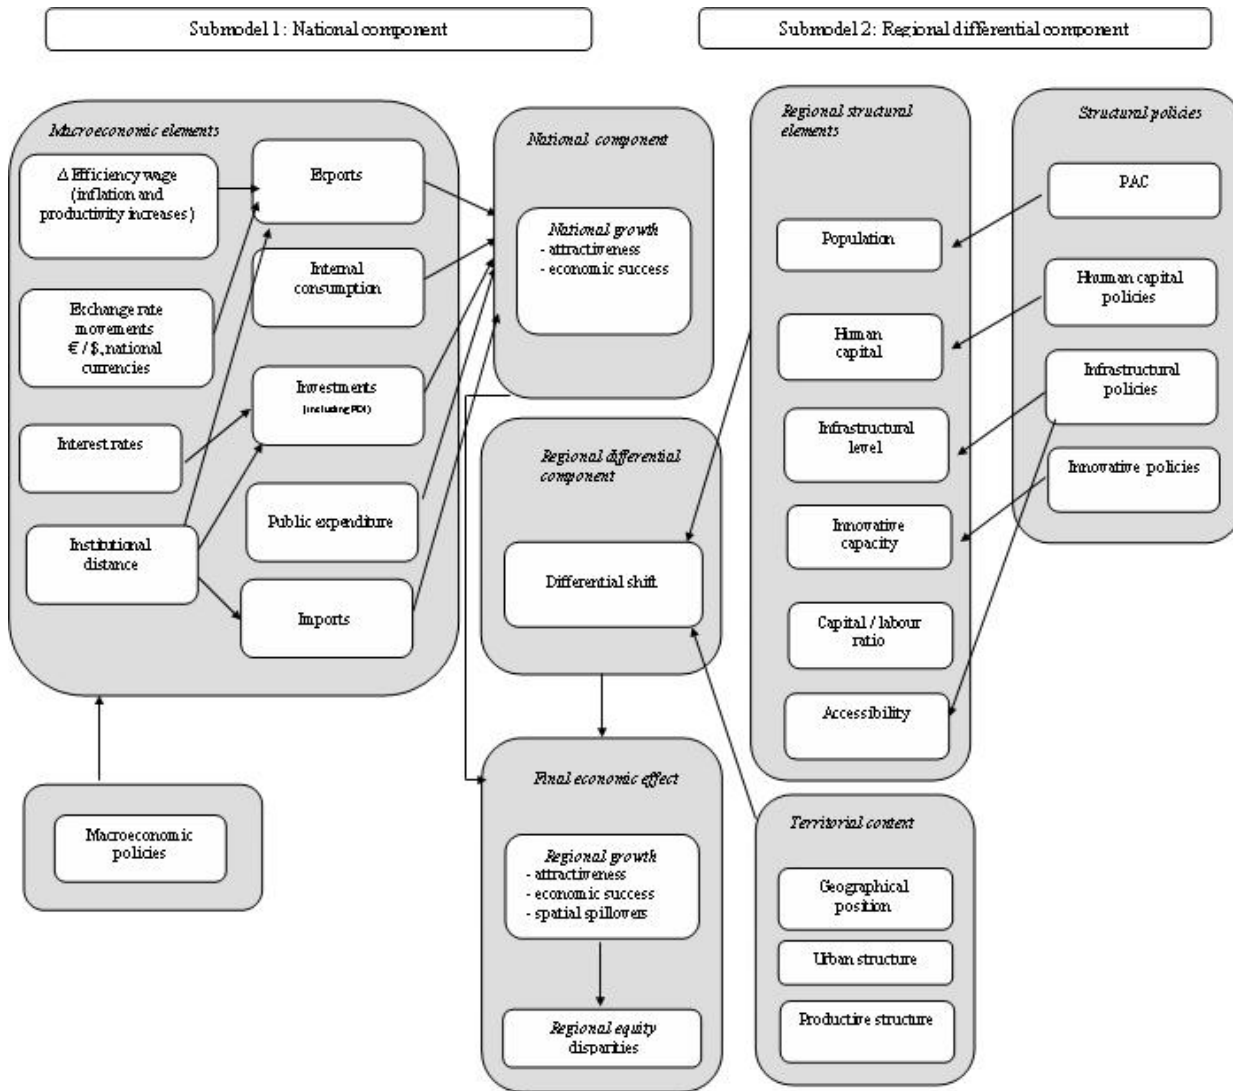 Submodel 1: National component
Submodel 2: Regional differential component
Macroeconomic elements
Δ Efficiency wage
(inflation and
productivity increases)
Exchange rate
movements
€ / $, national
currencies
Interest rates
Institutional
distance
Exports
Internal
consumption
Investments
(including FDI)
Public expenditure
Imports
Macroeconomic
policies
National component
National growth
- attractiveness
- economic success
Regional differential
component
Differential shift
Final economic effect
Regional growth
- attractiveness
- economic success
- spatial spillovers
Regional equity
disparities
Regional structural
elements
Population
Human
capital
Infrastructural
level
Innovative
capacity
Capital / labour
ratio
Accessibility
Structural policies
PAC
Hhuman capital
policies
Infrastructural
policies
Innovative policies
Territorial context
Geographical
position
Urban structure
Productive structure